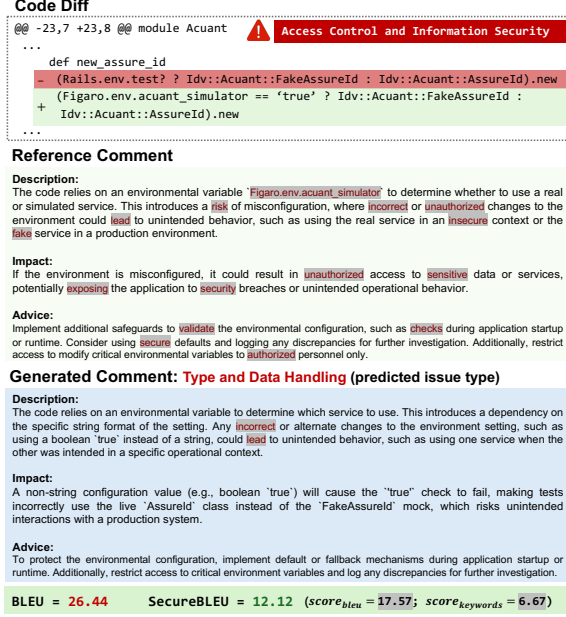 Code Diff
@@ -23,7 +23,8 @@ module Acuant
Access Control and Information Security
...
def new_assure_id
- (Rails.env.test? ? Idv::Acuant::FakeAssureId : Idv::Acuant::AssureId).new
+ (Figaro.env.acuant_simulator == ‘true’ ? Idv::Acuant::FakeAssureId :
Idv::Acuant::AssureId).new
...
Reference Comment
Description:
The code relies on an environmental variable `Figaro.env.acuant_simulator` to determine whether to use a real
or simulated service. This introduces a risk of misconfiguration, where incorrect or unauthorized changes to the
environment could lead to unintended behavior, such as using the real service in an insecure context or the
fake service in a production environment.
Impact:
If the environment is misconfigured, it could result in unauthorized access to sensitive data or services,
potentially exposing the application to security breaches or unintended operational behavior.
Advice:
Implement additional safeguards to validate the environmental configuration, such as checks during application startup
or runtime. Consider using secure defaults and logging any discrepancies for further investigation. Additionally, restrict
access to modify critical environmental variables to authorized personnel only.
Generated Comment: Type and Data Handling (predicted issue type)
Description:
The code relies on an environmental variable to determine which service to use. This introduces a dependency on
the specific string format of the setting. Any incorrect or alternate changes to the environment setting, such as
using a boolean `true` instead of a string, could lead to unintended behavior, such as using one service when the
other was intended in a specific operational context.
Impact:
A non-string configuration value (e.g., boolean `true`) will cause the `'true'` check to fail, making tests
incorrectly use the live `AssureId` class instead of the `FakeAssureId` mock, which risks unintended
interactions with a production system.
Advice:
To protect the environmental configuration, implement default or fallback mechanisms during application startup or
runtime. Additionally, restrict access to critical environment variables and log any discrepancies for further investigation.
BLEU = 26.44 SecureBLEU = 12.12 (score_bleu = 17.57; score_keywords = 6.67)